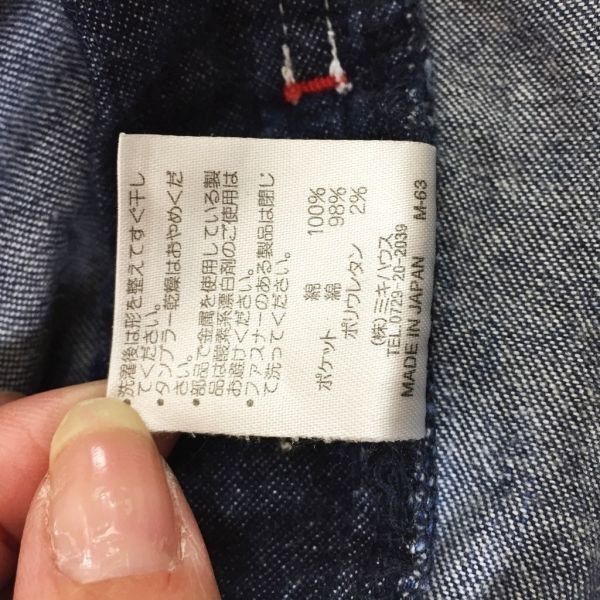 ・洗濯後は形を整えてすぐ干し
てください。
・タンブラー乾燥はおやめくだ
さい。
・部品で金属を使用している製
品は酸素系漂白剤のご使用は
お避けください。
・ファスナーのある製品は閉じ
て洗ってください。
ポケット 綿 100%
綿 98%
ポリウレタン 2%
(株)ミキハウス
TEL.0729-20-2039
MADE IN JAPAN M-63